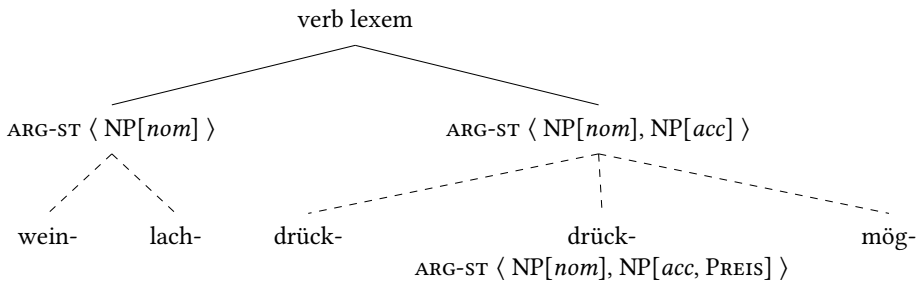 verb lexem
ARG-ST ⟨ NP[nom] ⟩ ARG-ST ⟨ NP[nom], NP[acc] ⟩
wein- lach- drück- drück- mög-
ARG-ST ⟨ NP[nom], NP[acc, PREIS] ⟩